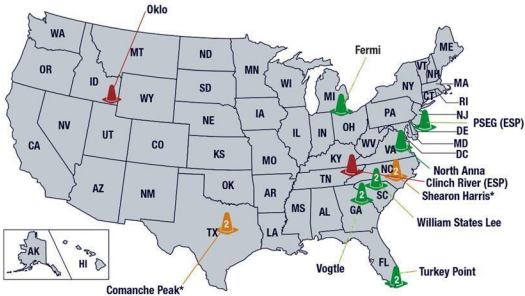 Oklo
WA
MT
ND
MN
ME
Fermi
OR
ID
SD
WI
VT
NH
NY
MA
WY
MI
CT
RI
IA
NE
PA
NJ
PSEG (ESP)
NV
IL
IN
OH
DE
UT
CO
WV
VA
MD
DC
CA
KS
MO
KY
North Anna
TN
NC
2
Clinch River (ESP)
OK
AR
2
Shearon Harris*
AZ
NM
SC
MS
AL
GA
2
William States Lee
TX
2
LA
AK
HI
Vogtle
FL
2
Turkey Point
Comanche Peak*